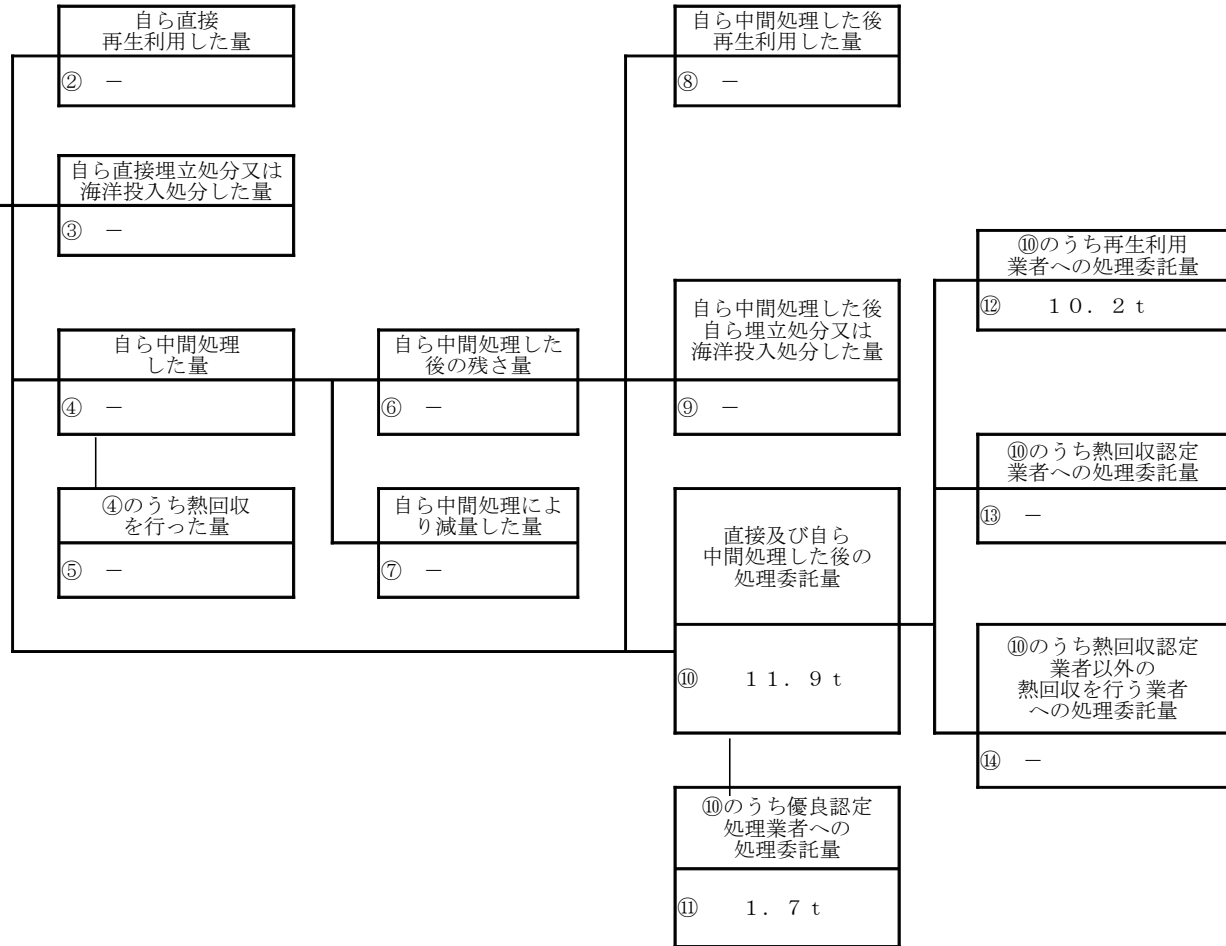 自ら直接
再生利用した量
② －
自ら中間処理した後
再生利用した量
⑧ －
自ら直接埋立処分又は
海洋投入処分した量
③ －
⑩のうち再生利用
業者への処理委託量
⑫ １０．２ｔ
自ら中間処理
した量
④ －
自ら中間処理した
後の残さ量
⑥ －
自ら中間処理した後
自ら埋立処分又は
海洋投入処分した量
⑨ －
⑩のうち熱回収認定
業者への処理委託量
⑬ －
④のうち熱回収
を行った量
⑤ －
自ら中間処理によ
り減量した量
⑦ －
直接及び自ら
中間処理した後の
処理委託量
⑩ １１．９ｔ
⑩のうち熱回収認定
業者以外の
熱回収を行う業者
への処理委託量
⑭ －
⑩のうち優良認定
処理業者への
処理委託量
⑪ １．７ｔ